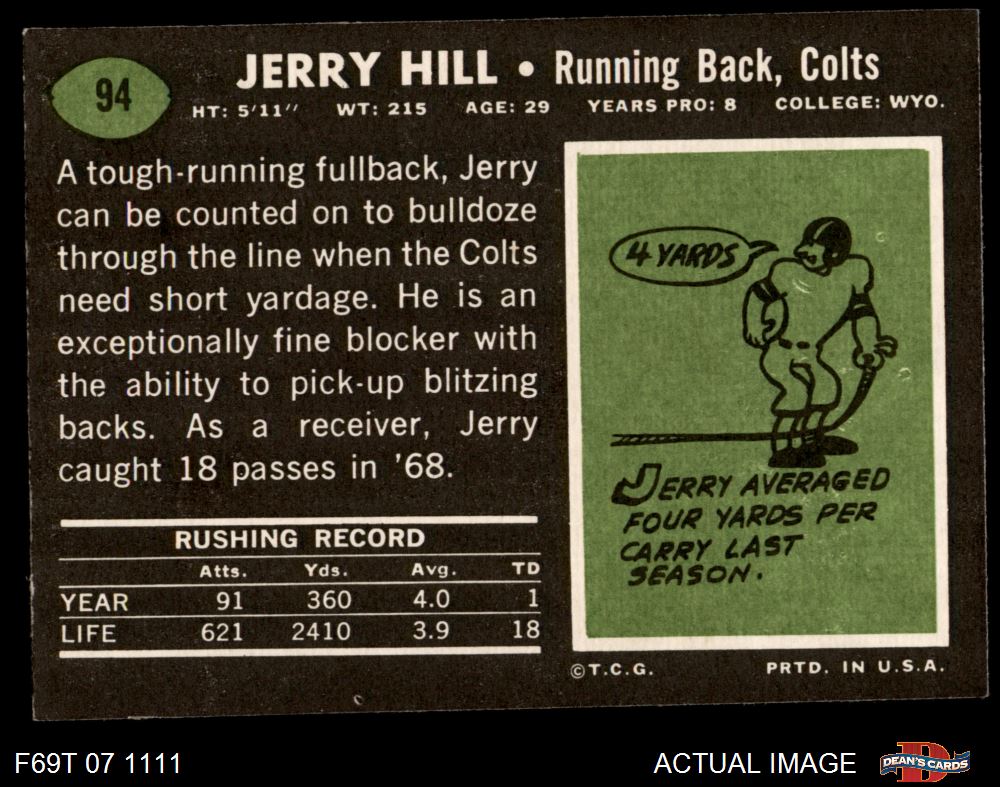 94
JERRY HILL • Running Back, Colts
HT: 5'11" WT: 215 AGE: 29 YEARS PRO: 8 COLLEGE: WYO.
A tough-running fullback, Jerry
can be counted on to bulldoze
through the line when the Colts
need short yardage. He is an
exceptionally fine blocker with
the ability to pick-up blitzing
backs. As a receiver, Jerry
caught 18 passes in '68.
RUSHING RECORD
Atts. Yds. Avg. TD
YEAR 91 360 4.0 1
LIFE 621 2410 3.9 18
4 YARDS
JERRY AVERAGED
FOUR YARDS PER
CARRY LAST
SEASON.
©T.C.G. PRTD. IN U.S.A.
F69T 07 1111
ACTUAL IMAGE
D
DEAN'S CARDS